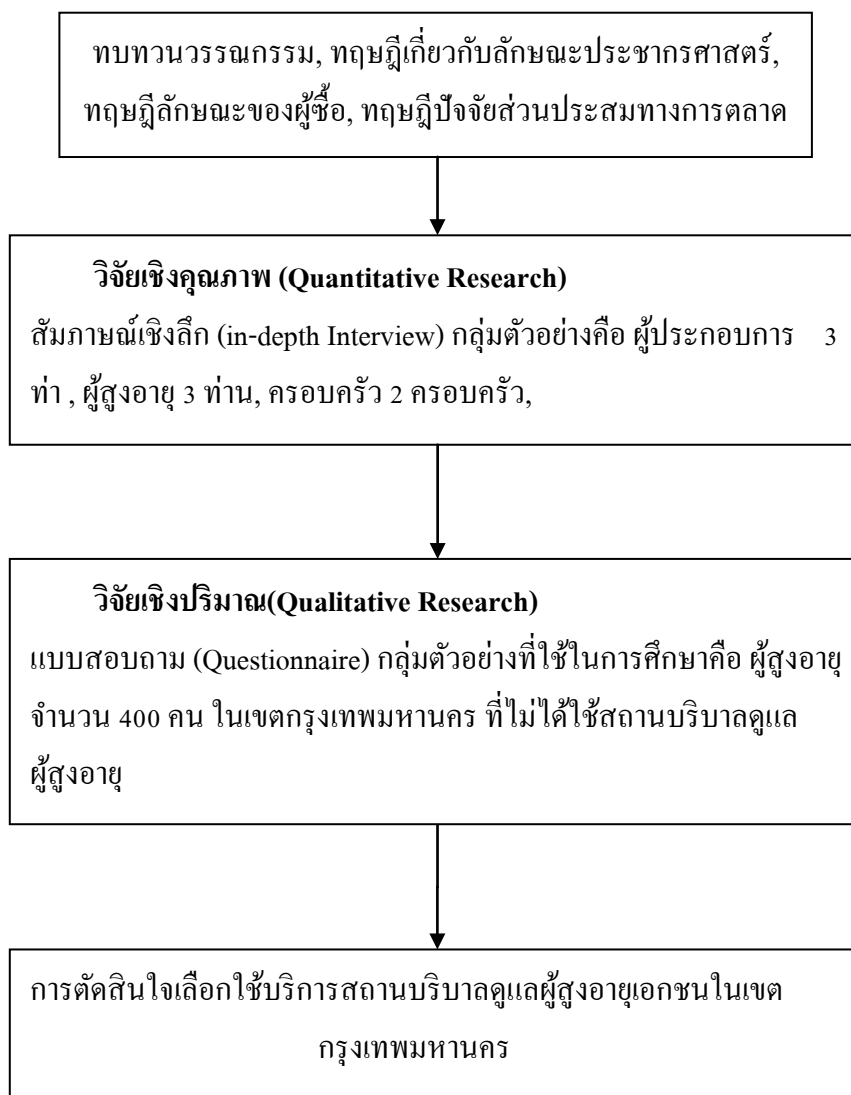 ทบทวนวรรณกรรม, ทฤษฎีเกี่ยวกับลักษณะประชากรศาสตร์,
ทฤษฎีลักษณะของผู้ซื้อ, ทฤษฎีปัจจัยส่วนประสมทางการตลาด
วิจัยเชิงคุณภาพ (Quantitative Research)
สัมภาษณ์เชิงลึก (in-depth Interview) กลุ่มตัวอย่างคือ ผู้ประกอบการ 3
ท่า , ผู้สูงอายุ 3 ท่าน, ครอบครัว 2 ครอบครัว,
วิจัยเชิงปริมาณ(Qualitative Research)
แบบสอบถาม (Questionnaire) กลุ่มตัวอย่างที่ใช้ในการศึกษาคือ ผู้สูงอายุ
จำนวน 400 คน ในเขตกรุงเทพมหานคร ที่ไม่ได้ใช้สถานบริบาลดูแล
ผู้สูงอายุ
การตัดสินใจเลือกใช้บริการสถานบริบาลดูแลผู้สูงอายุเอกชนในเขต
กรุงเทพมหานคร